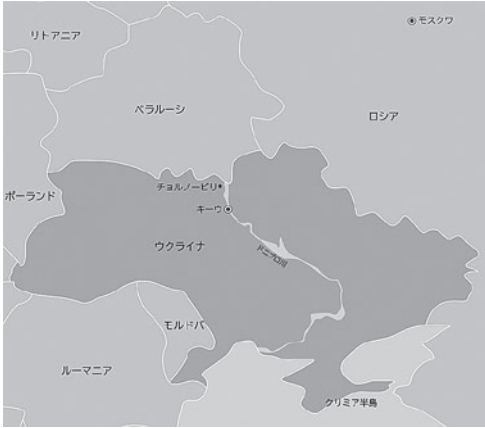 モスクワ
リトアニア
ベラルーシ
ロシア
チョルノービリ
ポーランド
キーウ
ウクライナ
ドニプロ川
モルドバ
ルーマニア
クリミア半島